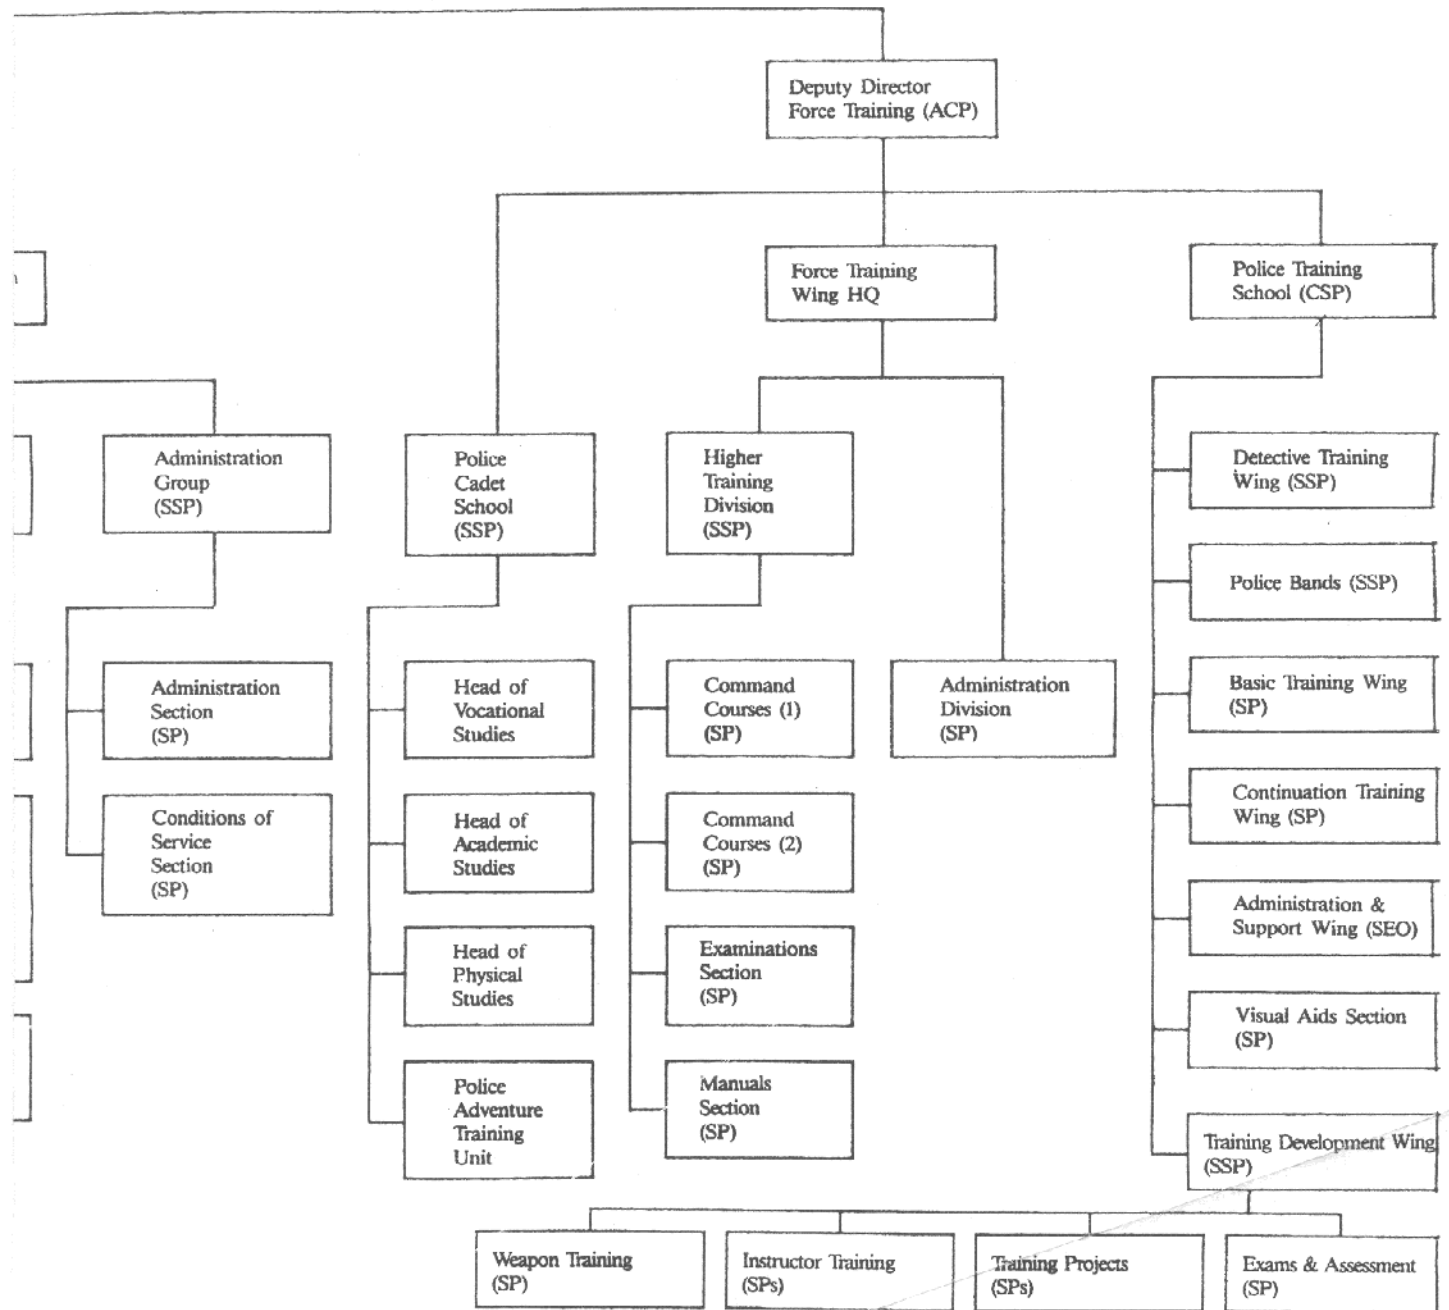 Deputy Director
Force Training (ACP)
Force Training
Wing HQ
Police Training
School (CSP)
Administration
Group
(SSP)
Police
Cadet
School
(SSP)
Higher
Training
Division
(SSP)
Detective Training
Wing (SSP)
Police Bands (SSP)
Administration
Section
(SP)
Head of
Vocational
Studies
Command
Courses (1)
(SP)
Administration
Division
(SP)
Basic Training Wing
(SP)
Conditions of
Service
Section
(SP)
Head of
Academic
Studies
Command
Courses (2)
(SP)
Continuation Training
Wing (SP)
Administration &
Support Wing (SEO)
Head of
Physical
Studies
Examinations
Section
(SP)
Visual Aids Section
(SP)
Police
Adventure
Training
Unit
Manuals
Section
(SP)
Training Development Wing
(SSP)
Weapon Training
(SP)
Instructor Training
(SPs)
Training Projects
(SPs)
Exams & Assessment
(SP)